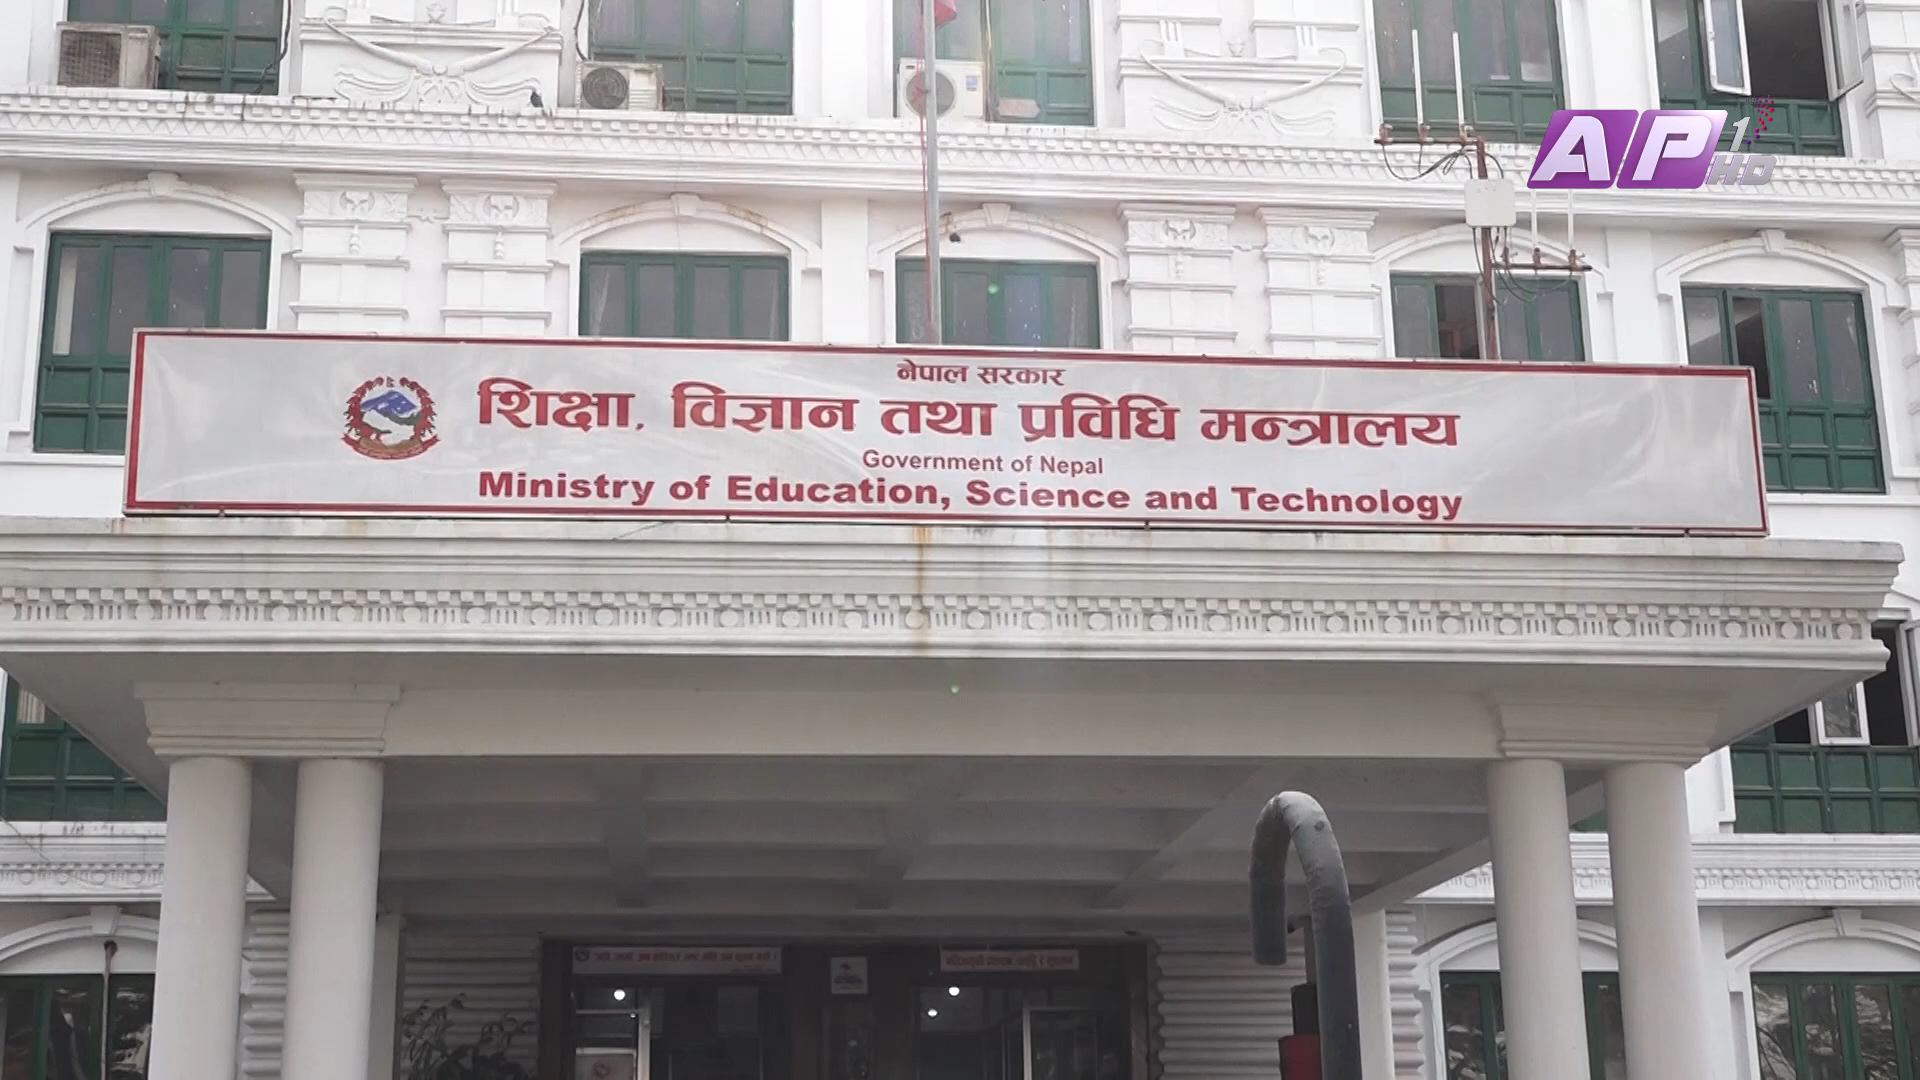 AP1 HD
नेपाल सरकार
शिक्षा, विज्ञान तथा प्रविधि मन्त्रालय
Government of Nepal
Ministry of Education, Science and Technology